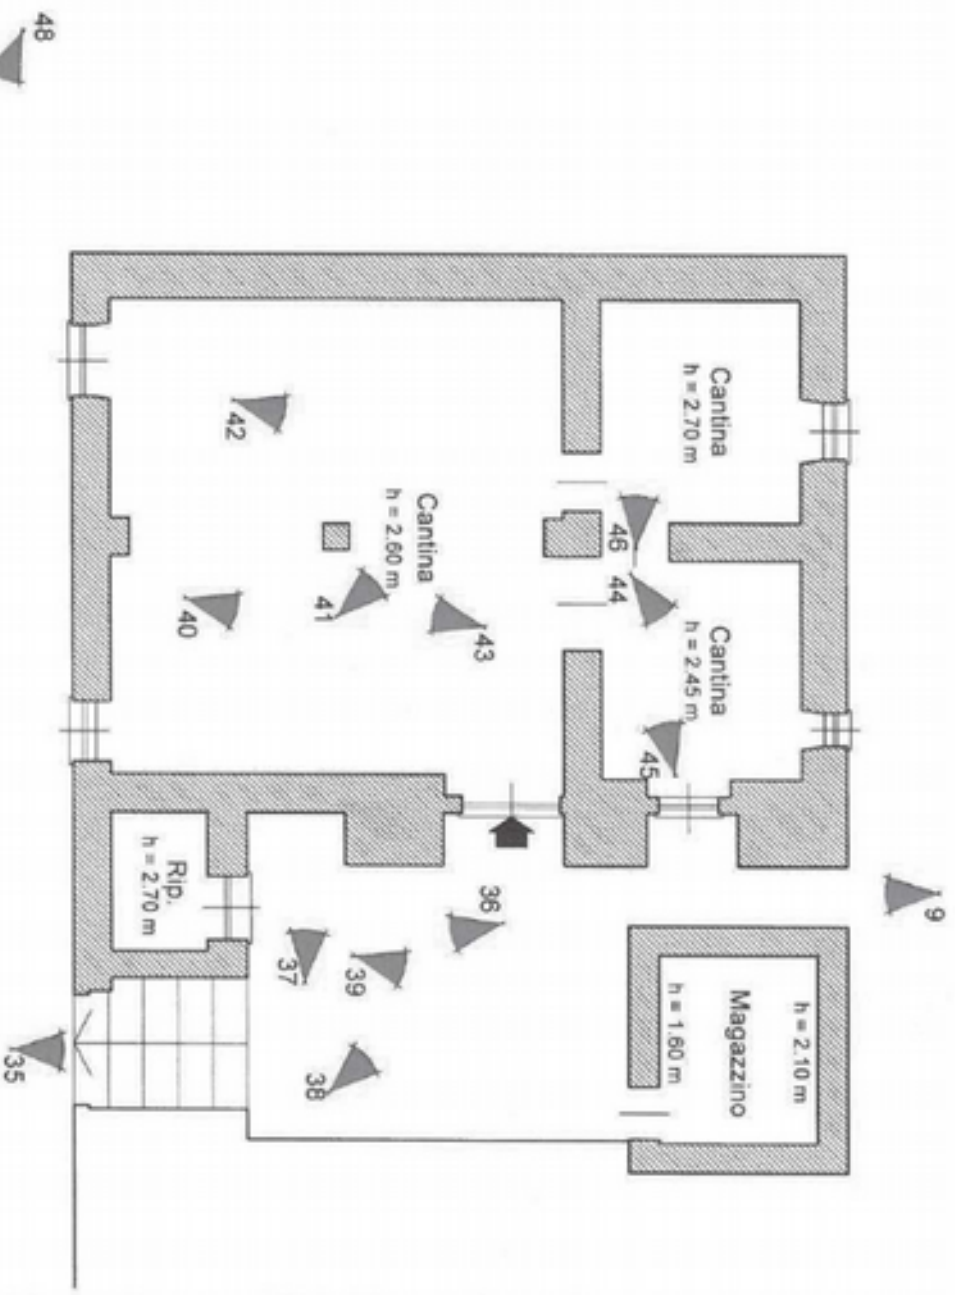 48
9
Cantina
h = 2.70 m
46
44
Cantina
h = 2.45 m
45
h = 2.10 m
Magazzino
h = 1.60 m
Cantina
h = 2.60 m
43
41
42
40
36
39
37
38
Rip.
h = 2.70 m
35